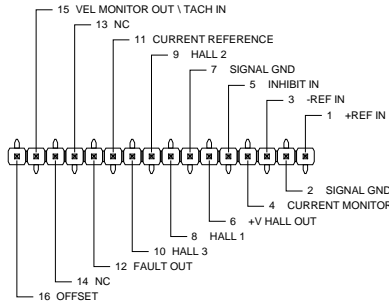 15 VEL MONITOR OUT \ TACH IN
13 NC
11 CURRENT REFERENCE
9 HALL 2
7 SIGNAL GND
5 INHIBIT IN
3 -REF IN
1 +REF IN
2 SIGNAL GND
4 CURRENT MONITOR
6 +V HALL OUT
8 HALL 1
10 HALL 3
12 FAULT OUT
14 NC
16 OFFSET